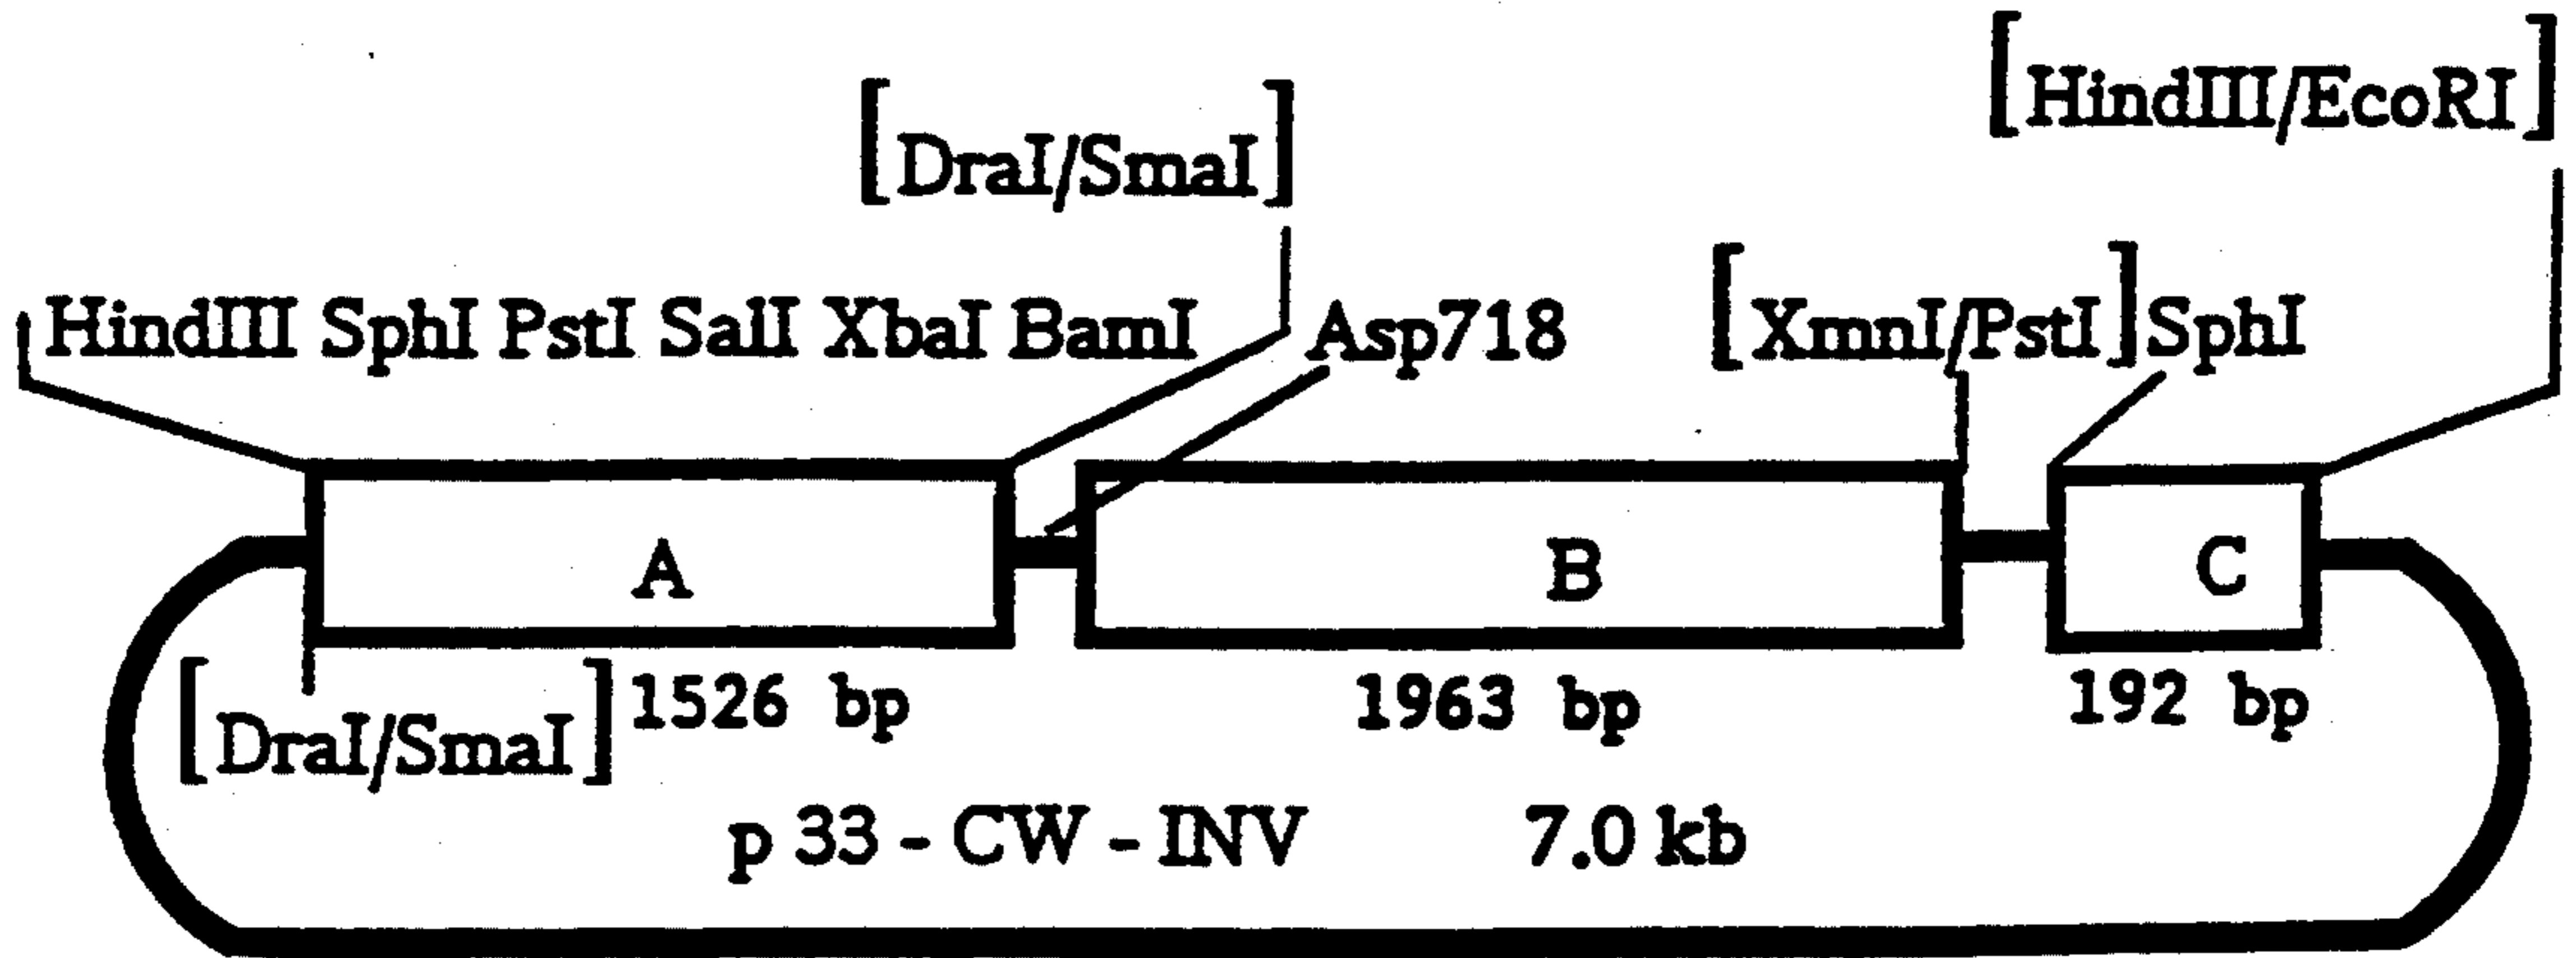 [HindIII/EcoRI]
[DraI/SmaI]
HindIII SphI PstI SalI XbaI BamI Asp718 [XmnI/PstI] SphI
A B C
1526 bp 1963 bp 192 bp
[DraI/SmaI]
p 33 - CW - INV 7.0 kb